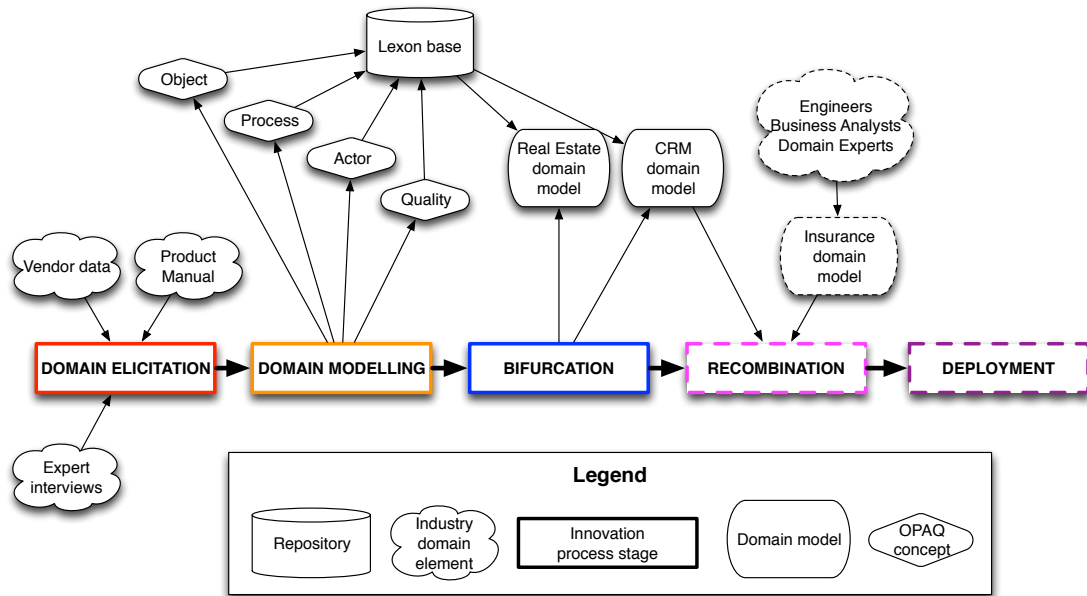 Lexon base
Object
Process
Actor
Quality
Real Estate
domain
model
CRM
domain
model
Engineers
Business Analysts
Domain Experts
Insurance
domain
model
Vendor data
Product
Manual
DOMAIN ELICITATION
DOMAIN MODELLING
BIFURCATION
RECOMBINATION
DEPLOYMENT
Expert
interviews
Legend
Repository
Industry
domain
element
Innovation
process stage
Domain model
OPAQ
concept